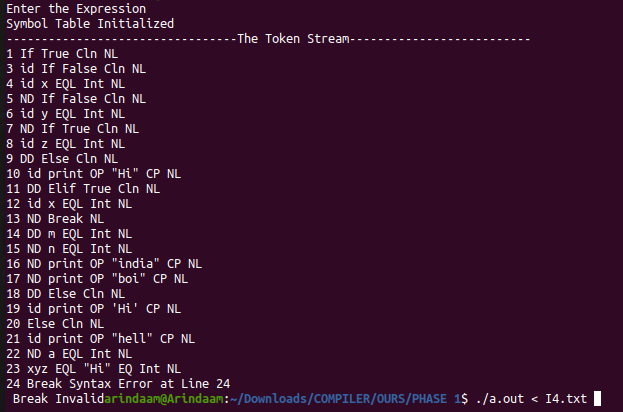 Enter the Expression
Symbol Table Initialized
---------------------------------The Token Stream--------------------------
1 If True Cln NL
3 id If False Cln NL
4 id x EQL Int NL
5 ND If False Cln NL
6 id y EQL Int NL
7 ND If True Cln NL
8 id z EQL Int NL
9 DD Else Cln NL
10 id print OP "Hi" CP NL
11 DD Elif True Cln NL
12 id x EQL Int NL
13 ND Break NL
14 DD m EQL Int NL
15 ND n EQL Int NL
16 ND print OP "india" CP NL
17 ND print OP "boi" CP NL
18 DD Else Cln NL
19 id print OP 'Hi' CP NL
20 Else Cln NL
21 id print OP "hell" CP NL
22 ND a EQL Int NL
23 xyz EQL "Hi" EQ Int NL
24 Break Syntax Error at Line 24
 Break Invalidarindaam@Arindaam:~/Downloads/COMPILER/OURS/PHASE 1$ ./a.out < I4.txt